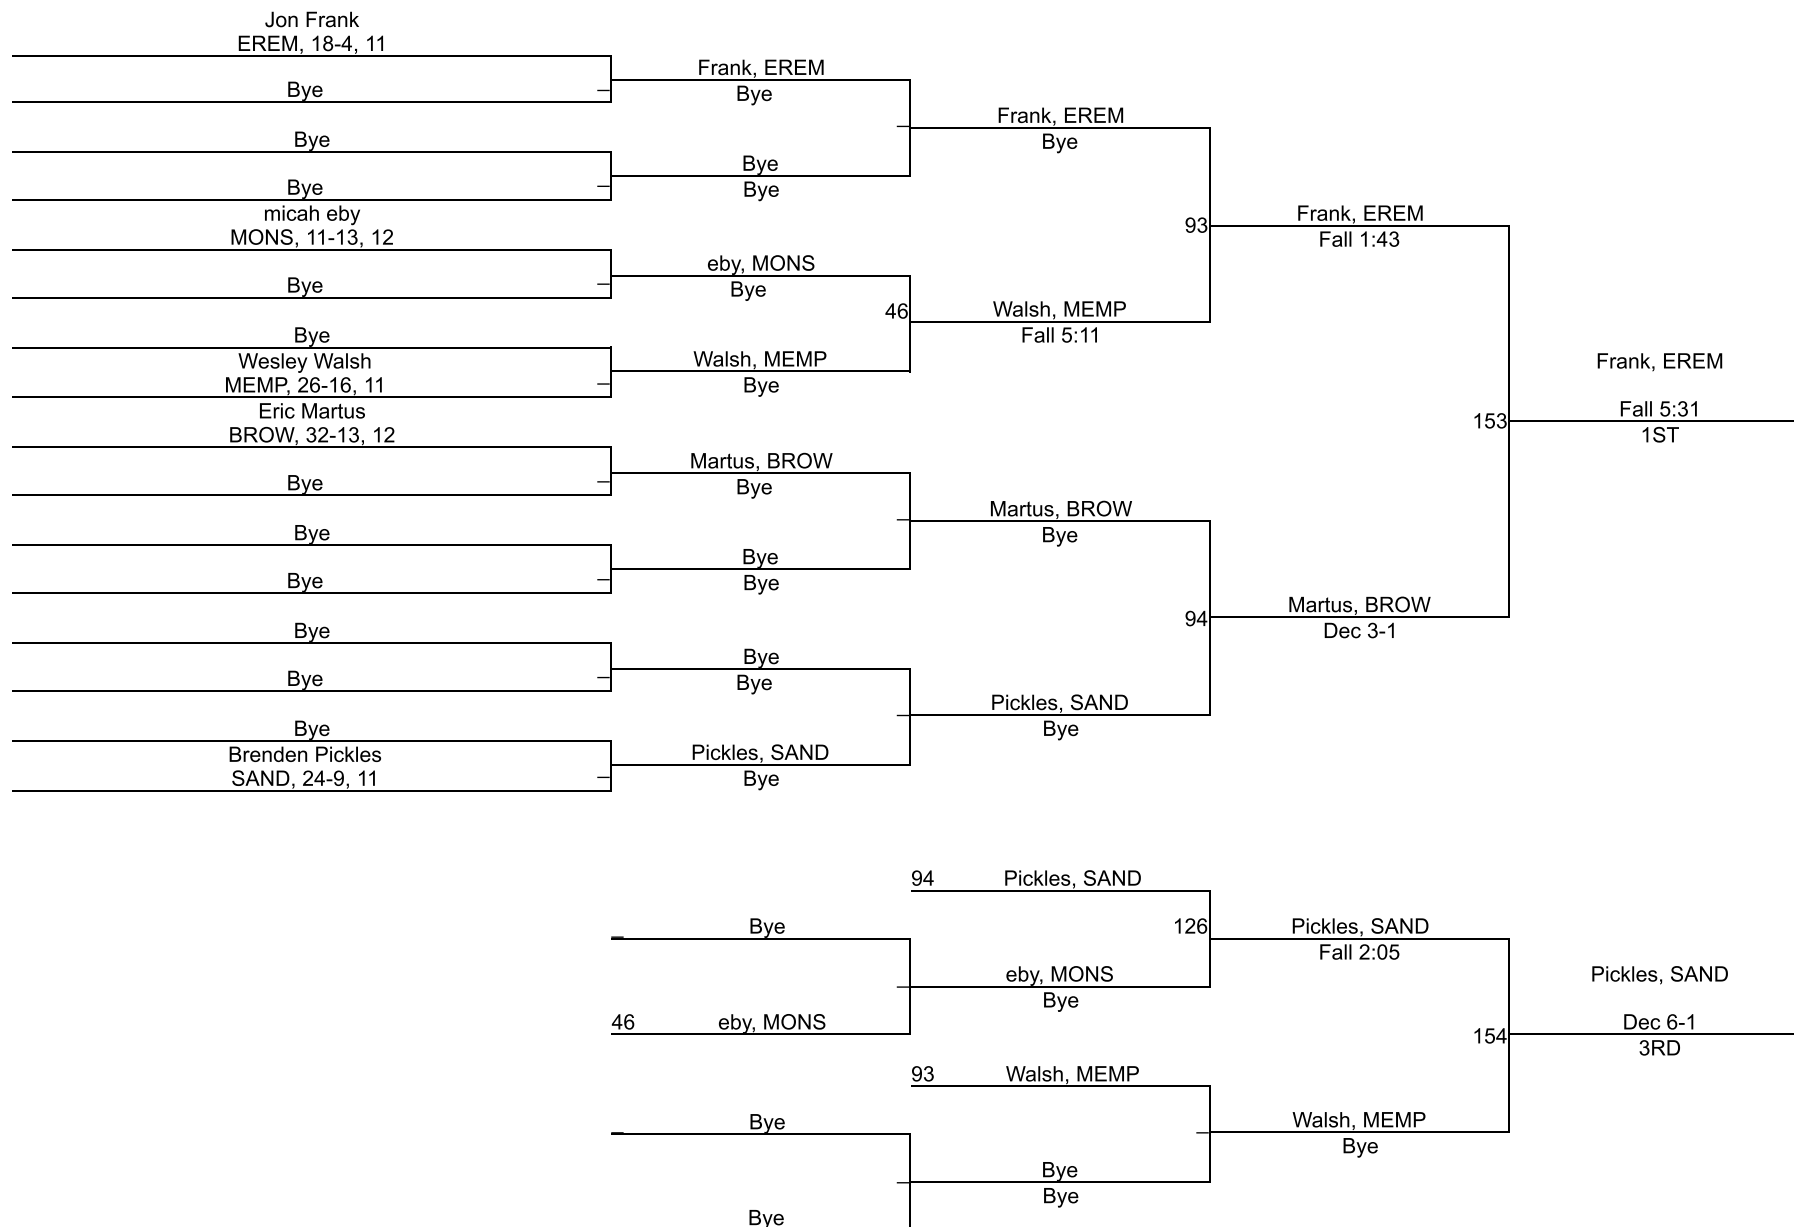 Jon Frank
EREM, 18-4, 11
Bye
Bye
Bye
micah eby
MONS, 11-13, 12
Bye
Bye
Wesley Walsh
MEMP, 26-16, 11
Eric Martus
BROW, 32-13, 12
Bye
Bye
Bye
Bye
Bye
Bye
Brenden Pickles
SAND, 24-9, 11
Frank, EREM
Bye
Bye
Bye
eby, MONS
Bye
Walsh, MEMP
Bye
Martus, BROW
Bye
Bye
Bye
Bye
Bye
Pickles, SAND
Bye
Frank, EREM
Bye
46
Walsh, MEMP
Fall 5:11
Martus, BROW
Bye
Pickles, SAND
Bye
93
Frank, EREM
Fall 1:43
94
Martus, BROW
Dec 3-1
153
Frank, EREM
Fall 5:31
1ST
Bye
46 eby, MONS
Bye
Bye
94 Pickles, SAND
eby, MONS
Bye
93 Walsh, MEMP
Bye
Bye
126
Pickles, SAND
Fall 2:05
Walsh, MEMP
Bye
154
Pickles, SAND
Dec 6-1
3RD